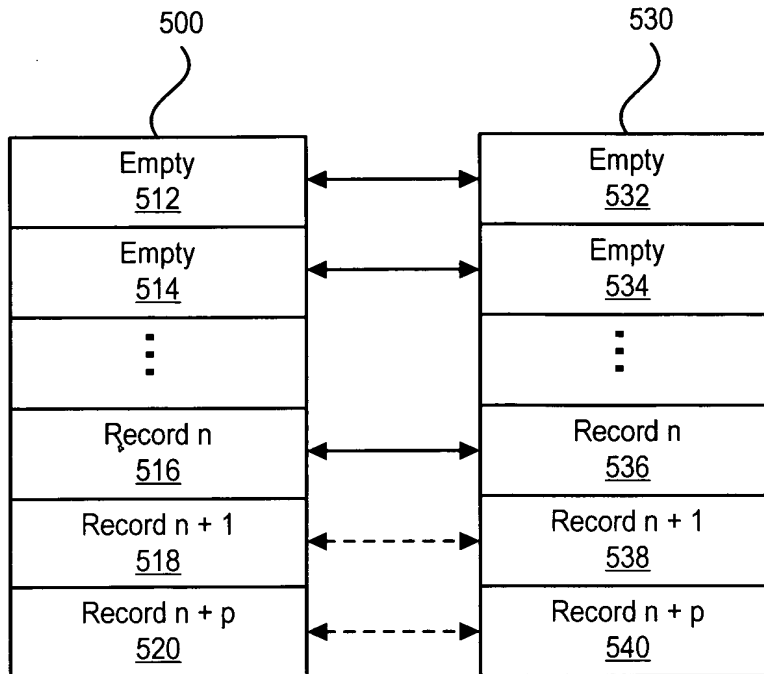 500
530
Empty
512
Empty
532
Empty
514
Empty
534
Record n
516
Record n
536
Record n + 1
518
Record n + 1
538
Record n + p
520
Record n + p
540